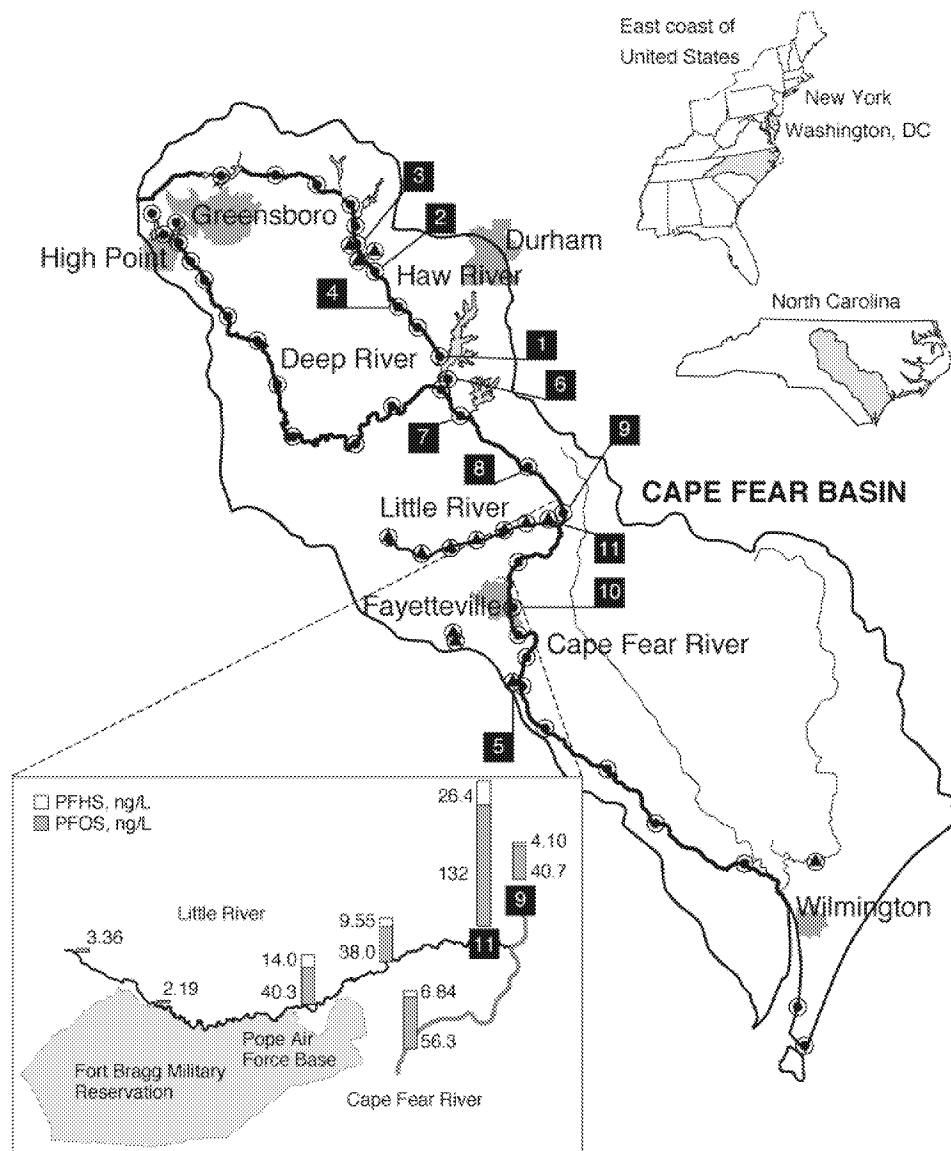 East coast of
United States
New York
Washington, DC
3
2
Greensboro
Durham
High Point
Haw River
4
North Carolina
Deep River
1
6
7
9
8
CAPE FEAR BASIN
Little River
11
10
Fayetteville
Cape Fear River
5
PFHS, ng/L
PFOS, ng/L
26.4
4.10
132
40.7
9
Little River
9.55
11
3.36
14.0
38.0
2.19
40.3
6.84
Pope Air
Force Base
56.3
Fort Bragg Military
Reservation
Cape Fear River
Wilmington